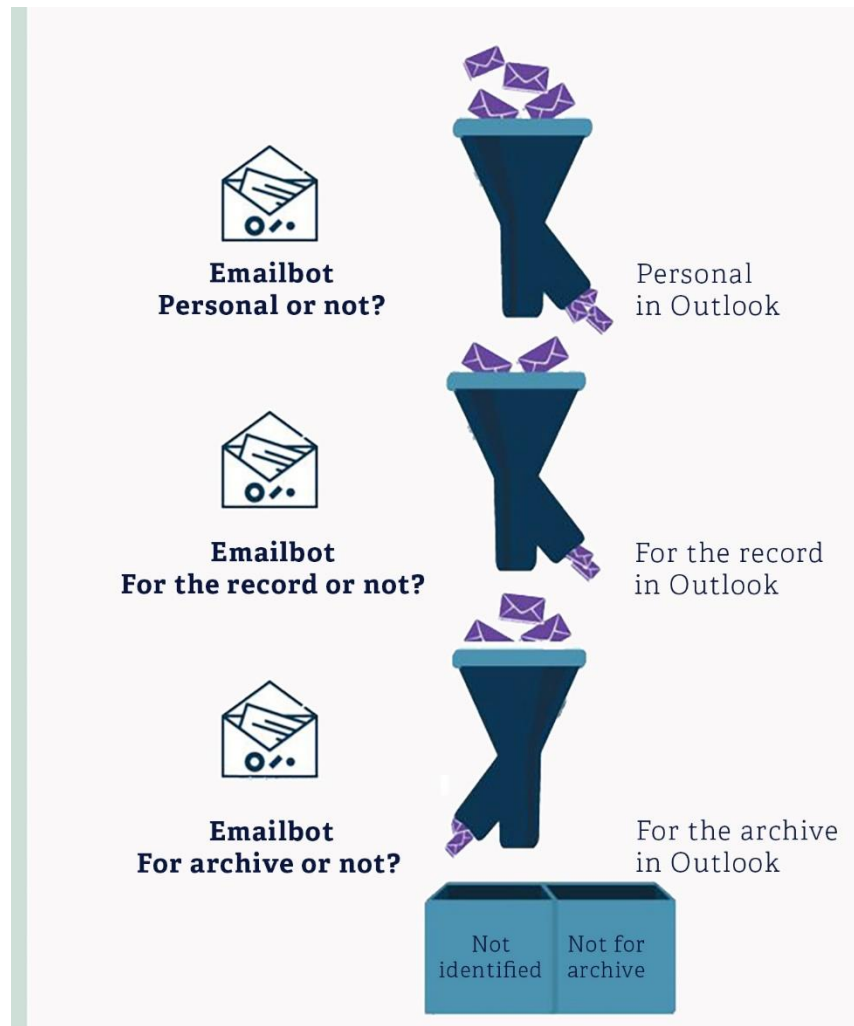 Emailbot
Personal or not?
Personal
in Outlook
Emailbot
For the record or not?
For the record
in Outlook
Emailbot
For archive or not?
For the archive
in Outlook
Not
identified
Not for
archive